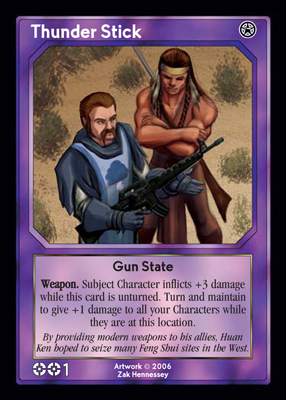 Thunder Stick
Gun State
Weapon. Subject Character inflicts +3 damage
while this card is unturned. Turn and maintain
to give +1 damage to all your Characters while
they are at this location.
By providing modern weapons to his allies, Huan
Ken hoped to seize many Feng Shui sites in the West.
1
Artwork © 2006
Zak Hennessey